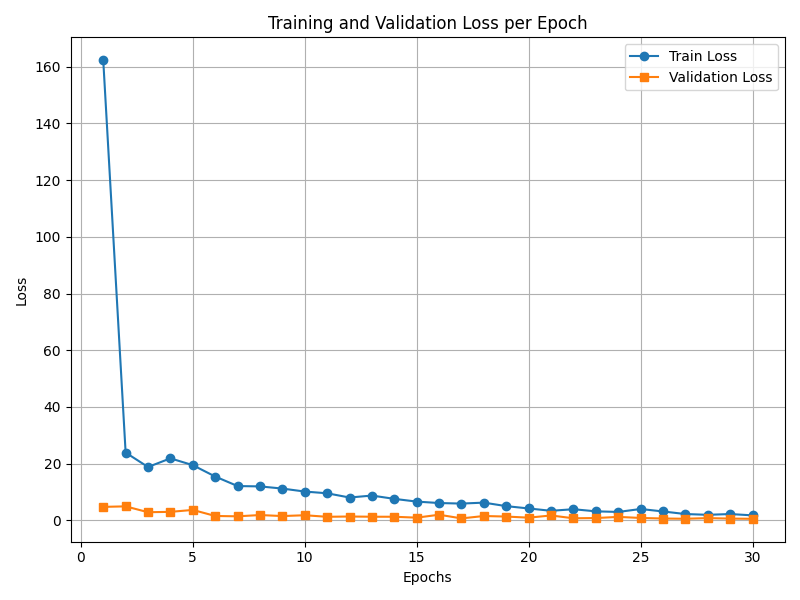 Training and Validation Loss per Epoch
Train Loss
Validation Loss
160
140
120
100
80
60
40
20
0
Loss
0 5 10 15 20 25 30
Epochs